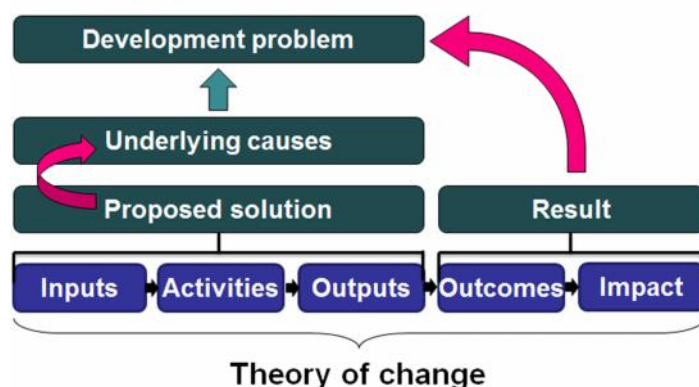 Development problem
Underlying causes
Proposed solution
Result
Inputs
Activities
Outputs
Outcomes
Impact
Theory of change